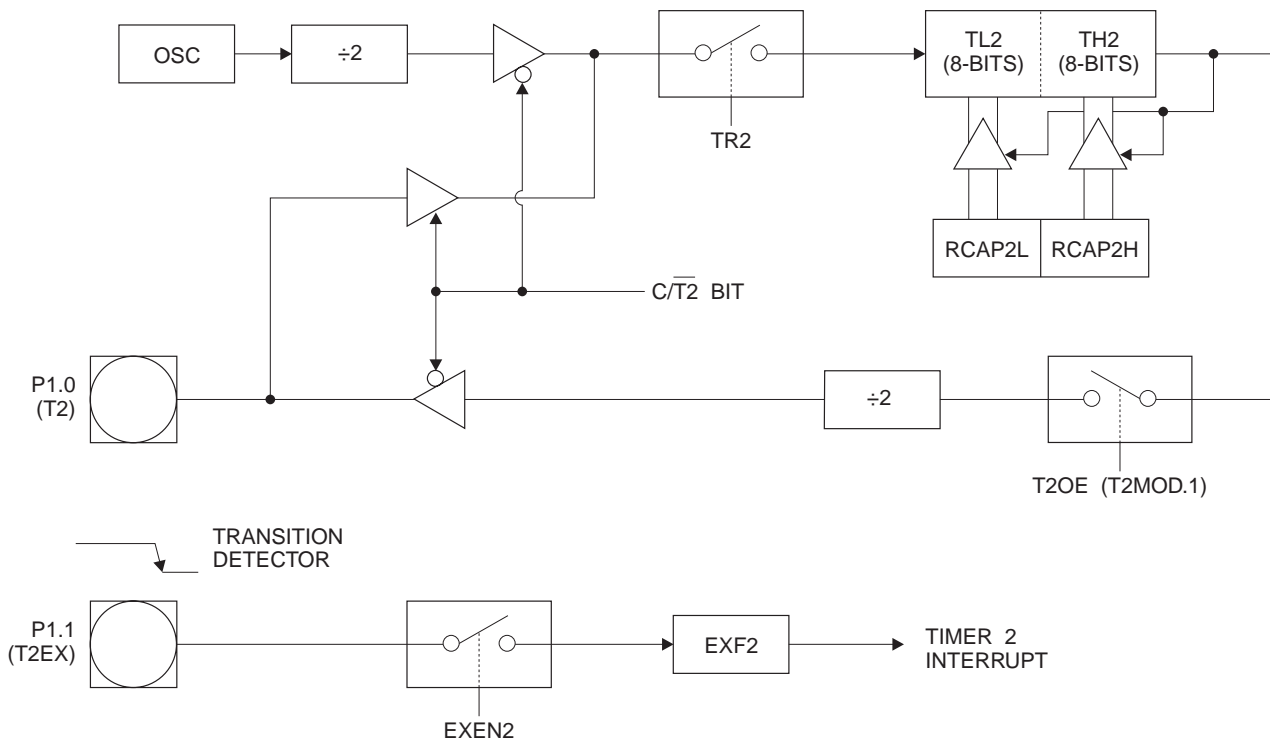 OSC
÷2
TR2
TL2
(8-BITS)
TH2
(8-BITS)
RCAP2L
RCAP2H
C/T2 BIT
P1.0
(T2)
÷2
T2OE (T2MOD.1)
TRANSITION
DETECTOR
P1.1
(T2EX)
EXEN2
EXF2
TIMER 2
INTERRUPT